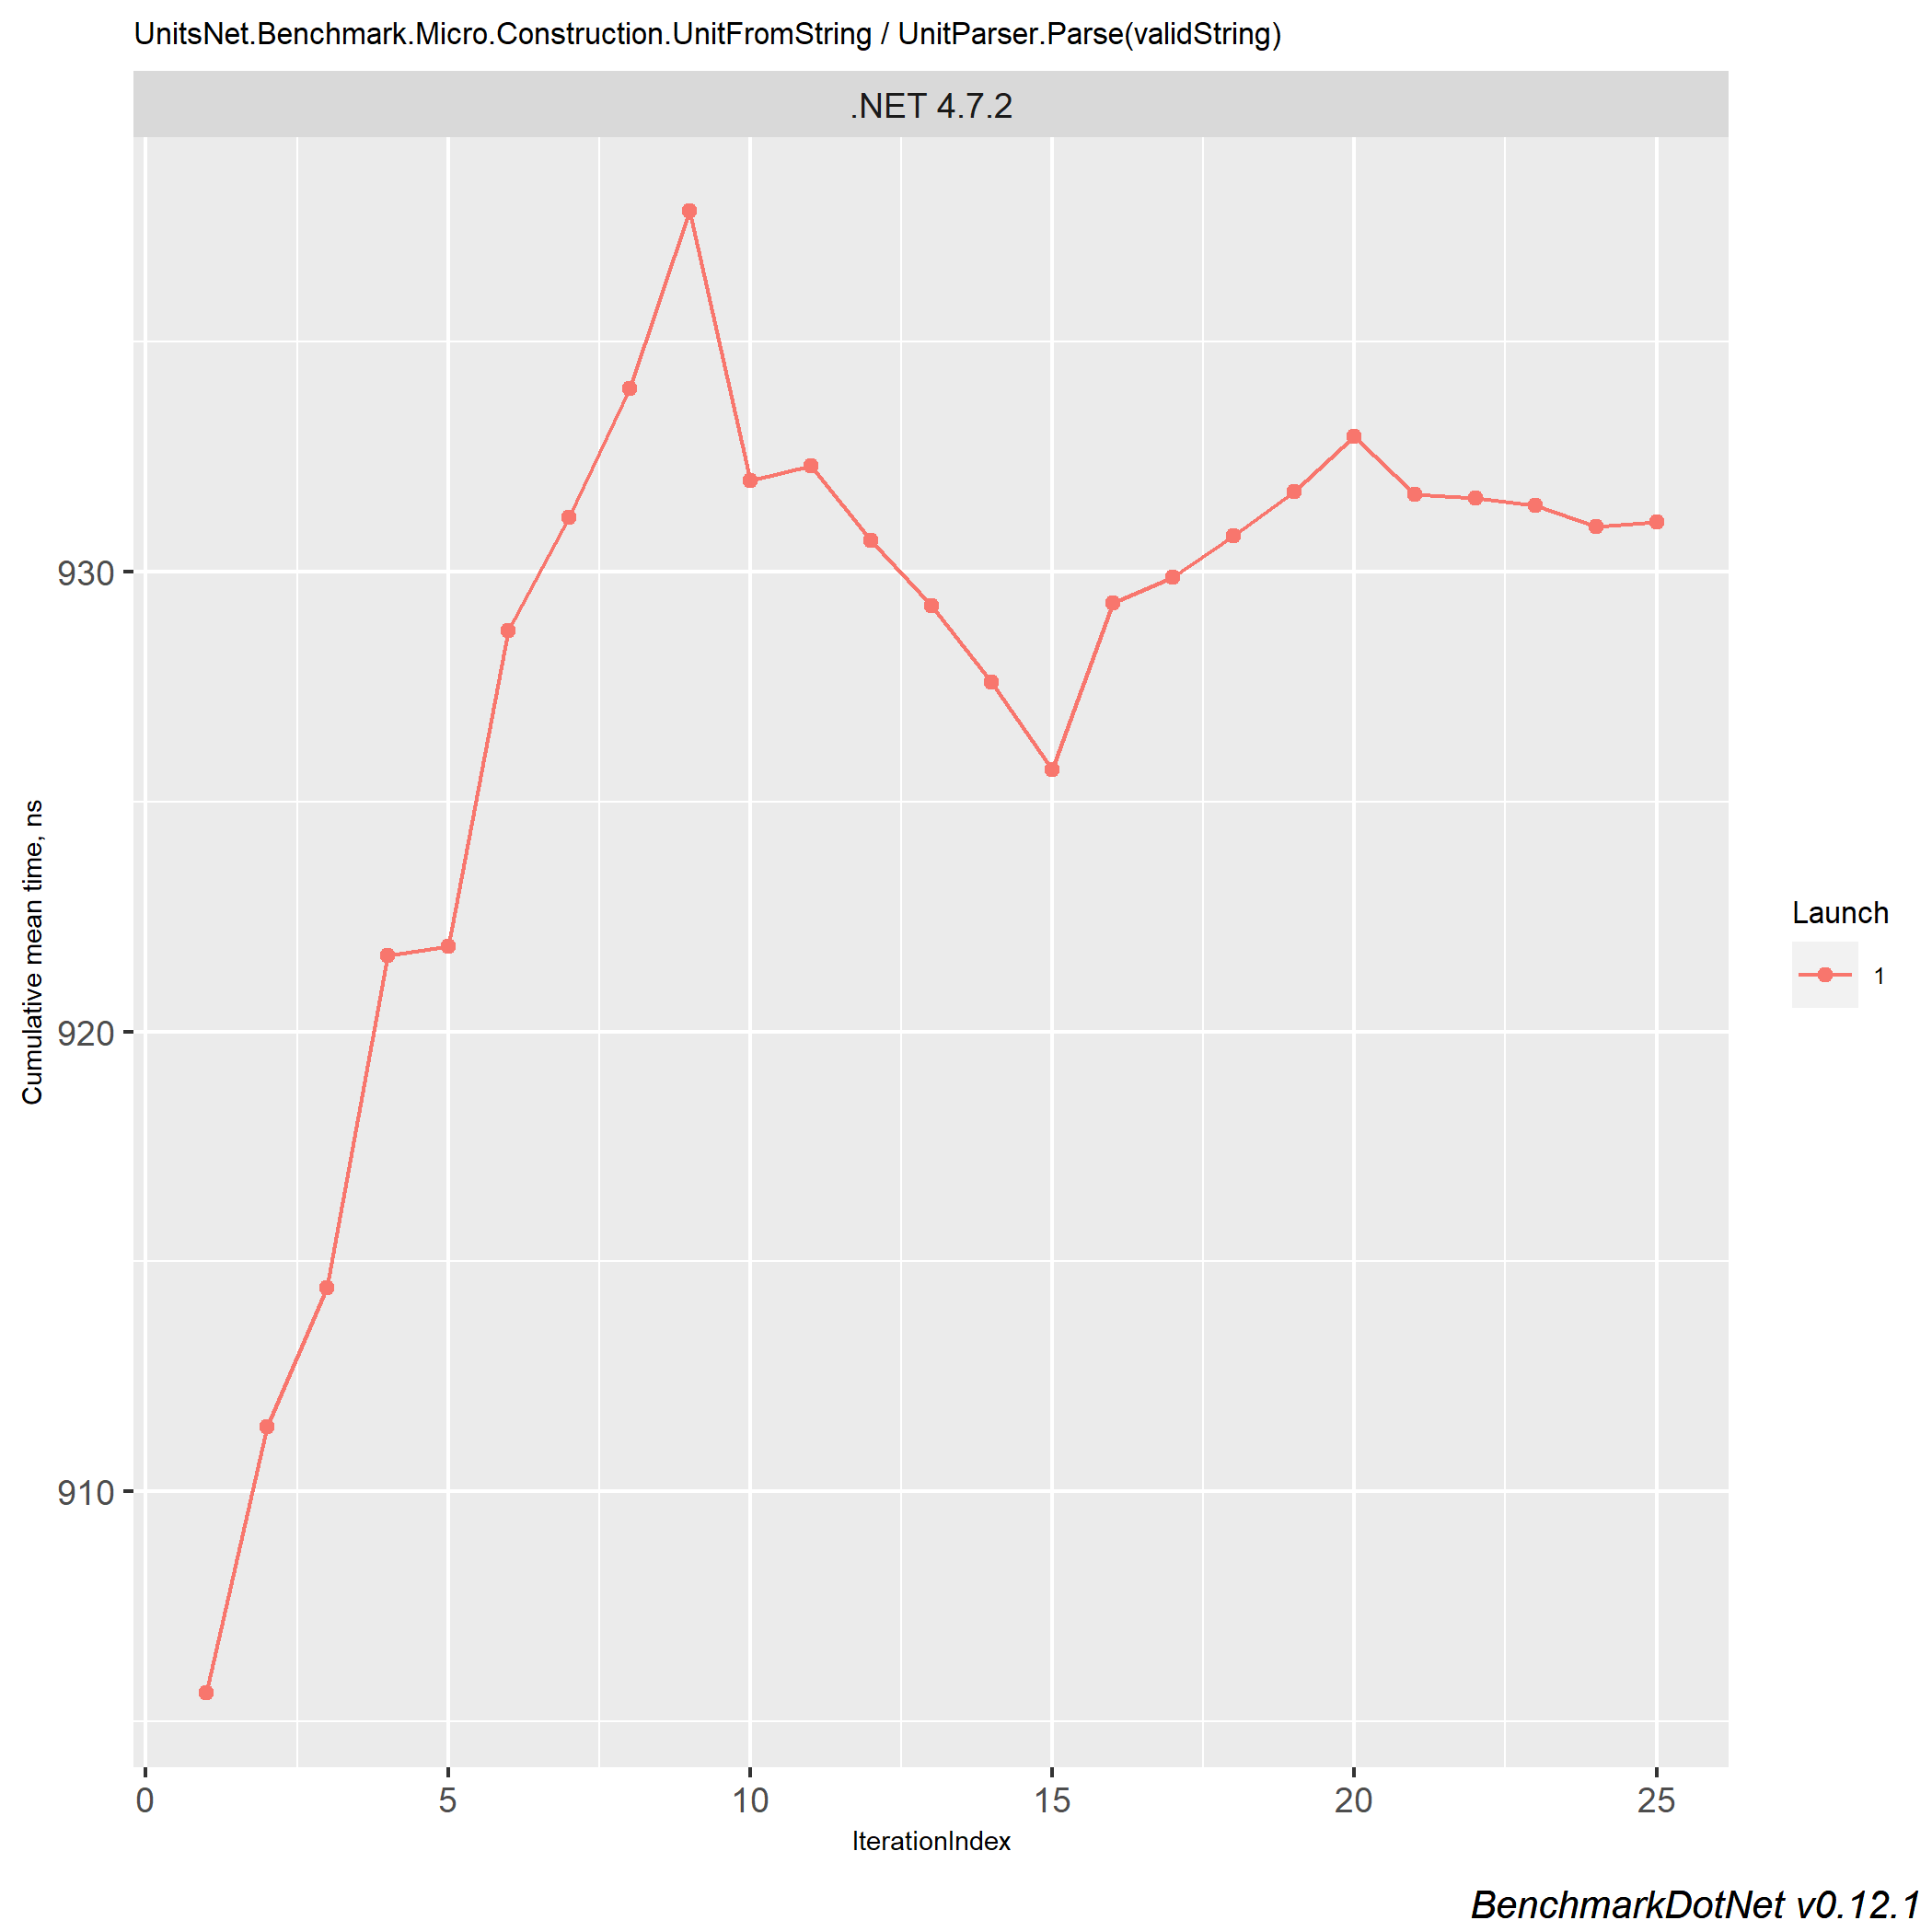 UnitsNet.Benchmark.Micro.Construction.UnitFromString / UnitParser.Parse(validString)
.NET 4.7.2
Cumulative mean time, ns
930
920
910
0 5 10 15 20 25
IterationIndex
Launch
1
BenchmarkDotNet v0.12.1